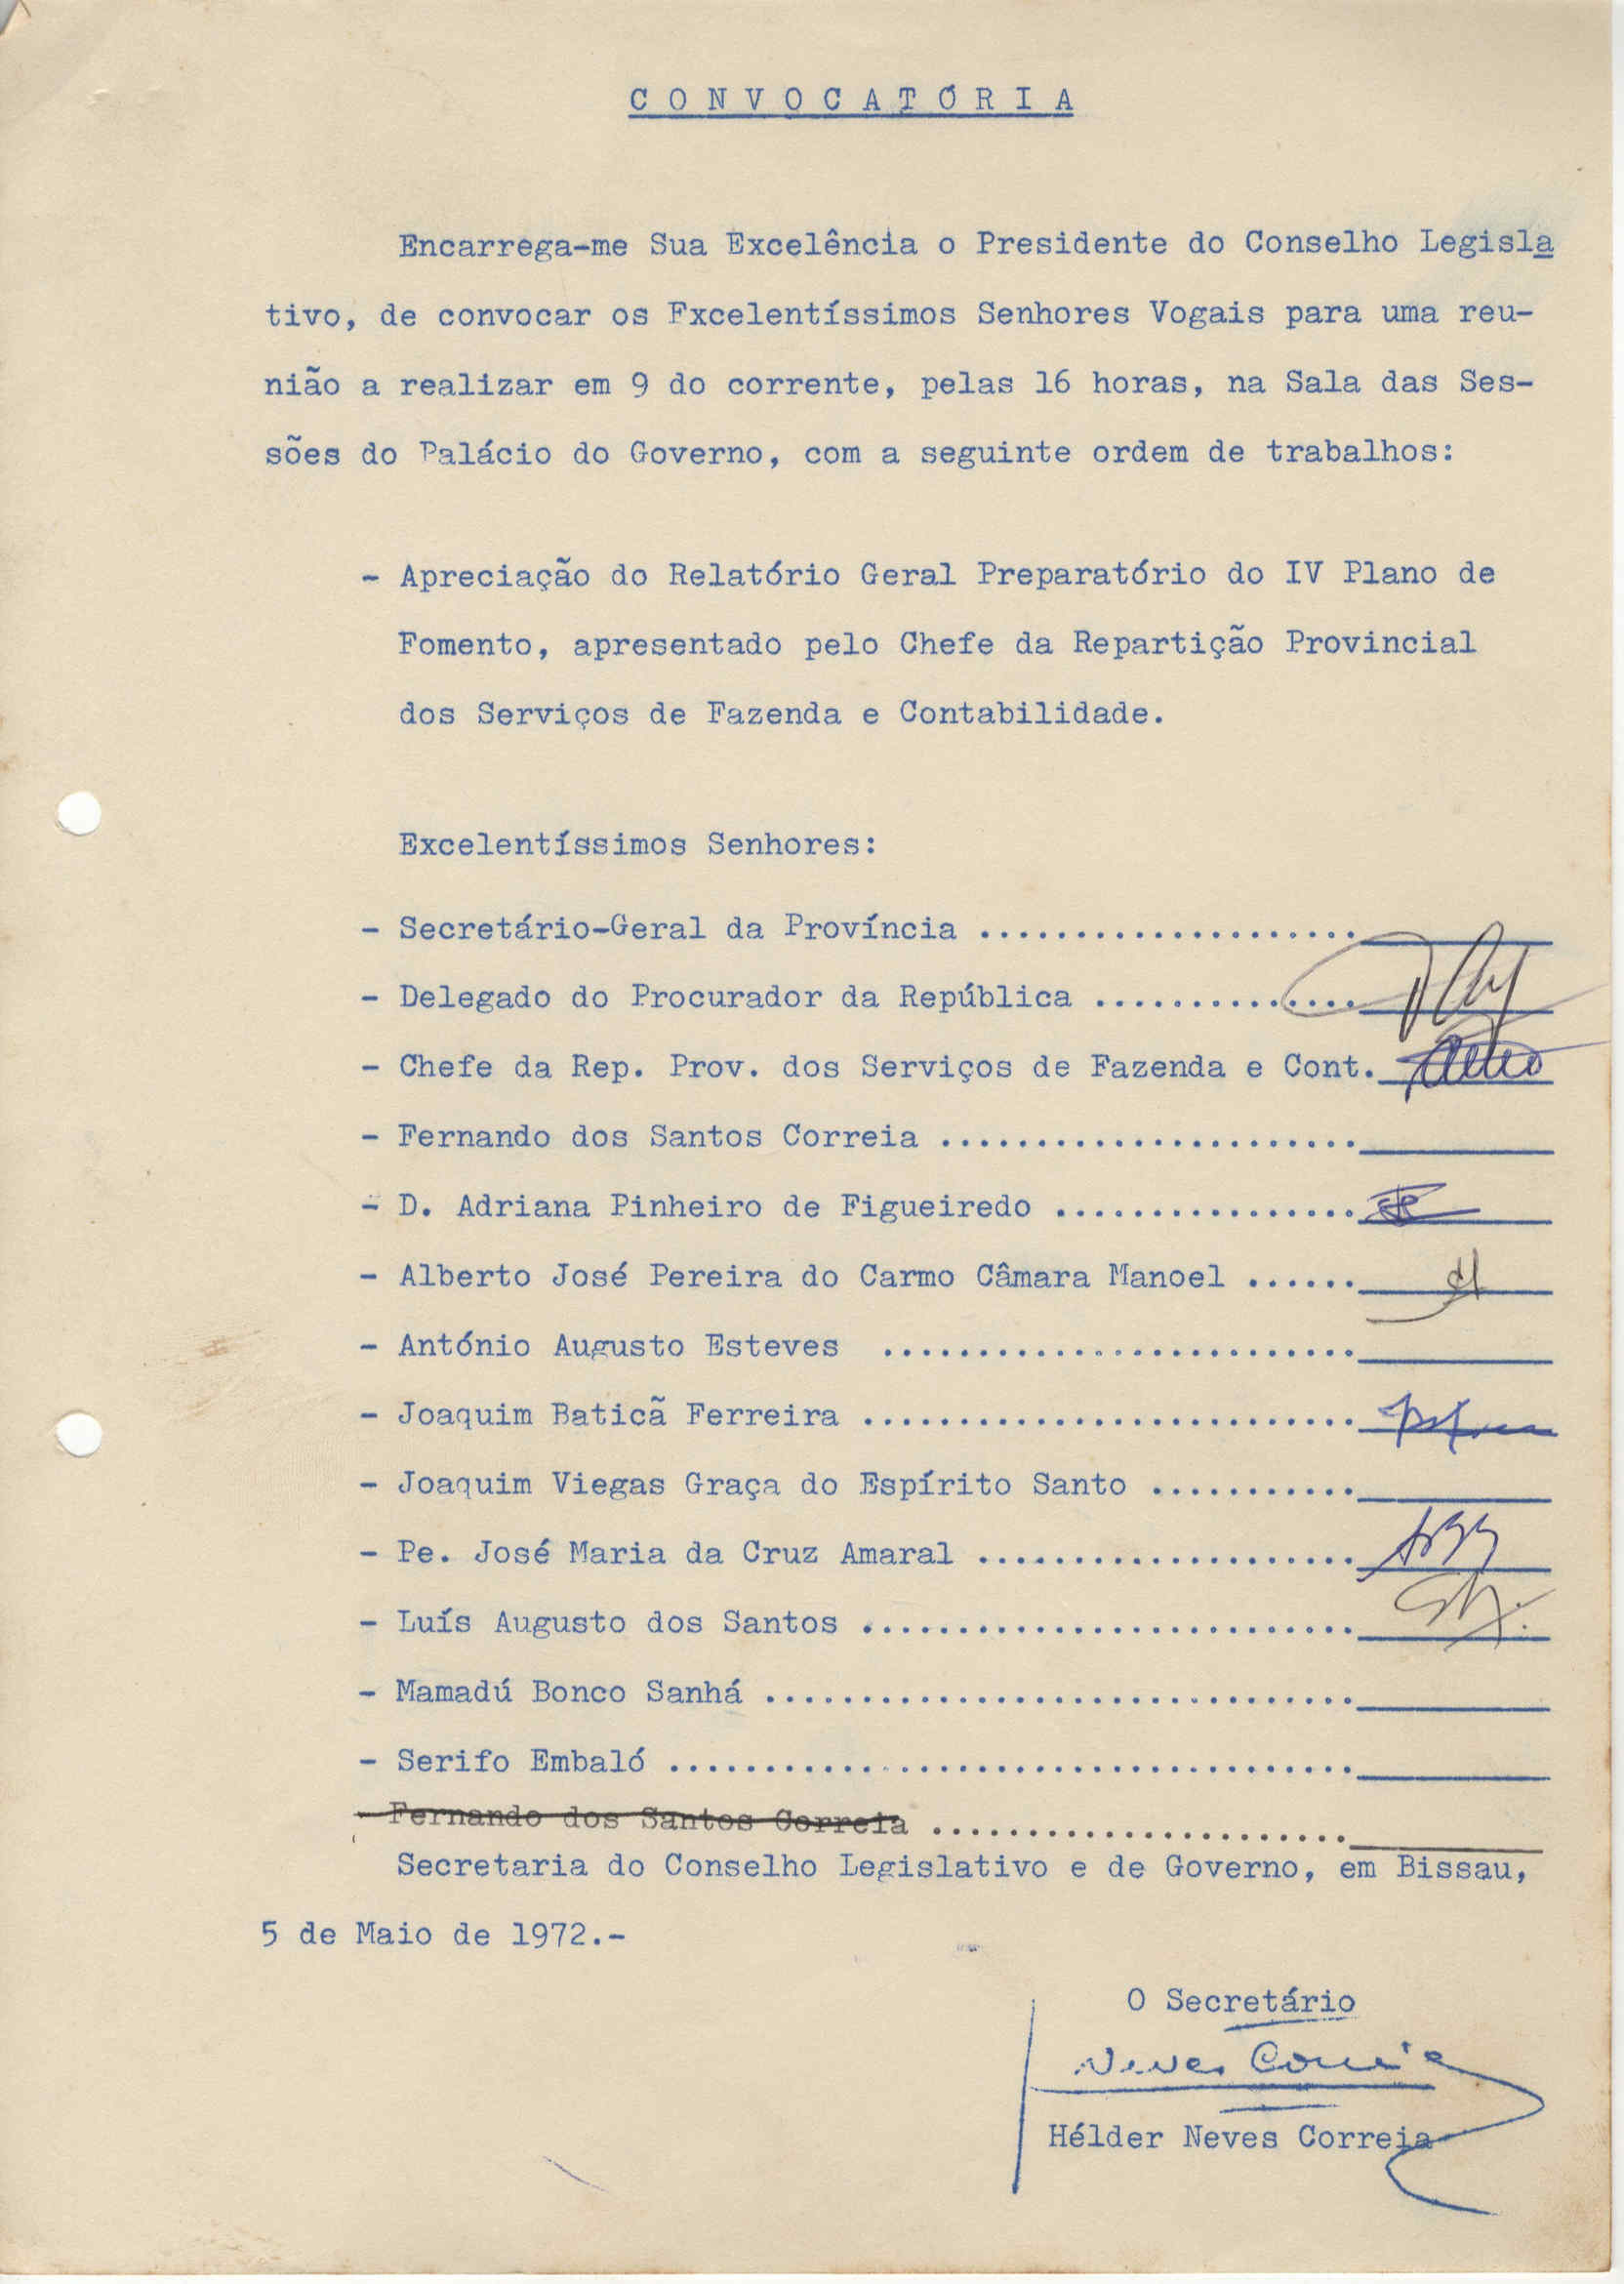 CONVOCATÓRIA
Encarrega-me Sua Excelência o Presidente do Conselho Legisla
tivo, de convocar os Fxcelentíssimos Senhores Vogais para uma reu-
nião a realizar em 9 do corrente, pelas 16 horas, na Sala das Ses-
sões do Palácio do Governo, com a seguinte ordem de trabalhos:
- Apreciação do Relatório Geral Preparatório do IV Plano de
Fomento, apresentado pelo Chefe da Repartição Provincial
dos Serviços de Fazenda e Contabilidade.
Excelentíssimos Senhores:
- Secretário-Geral da Província ....................
- Delegado do Procurador da República ..............
- Chefe da Rep. Prov. dos Serviços de Fazenda e Cont.
- Fernando dos Santos Correia ......................
- D. Adriana Pinheiro de Figueiredo ................
- Alberto José Pereira do Carmo Câmara Manoel ......
- António Augusto Esteves .........................
- Joaquim Baticã Ferreira ..........................
- Joaquim Viegas Graça do Espírito Santo ...........
- Pe. José Maria da Cruz Amaral ....................
- Luís Augusto dos Santos ..........................
- Mamadú Bonco Sanhá ...............................
- Serifo Embaló ....................................
- Fernando dos Santos Correia ......................
Secretaria do Conselho Legislativo e de Governo, em Bissau,
5 de Maio de 1972.-
O Secretário
Neves Correia
Hélder Neves Correia